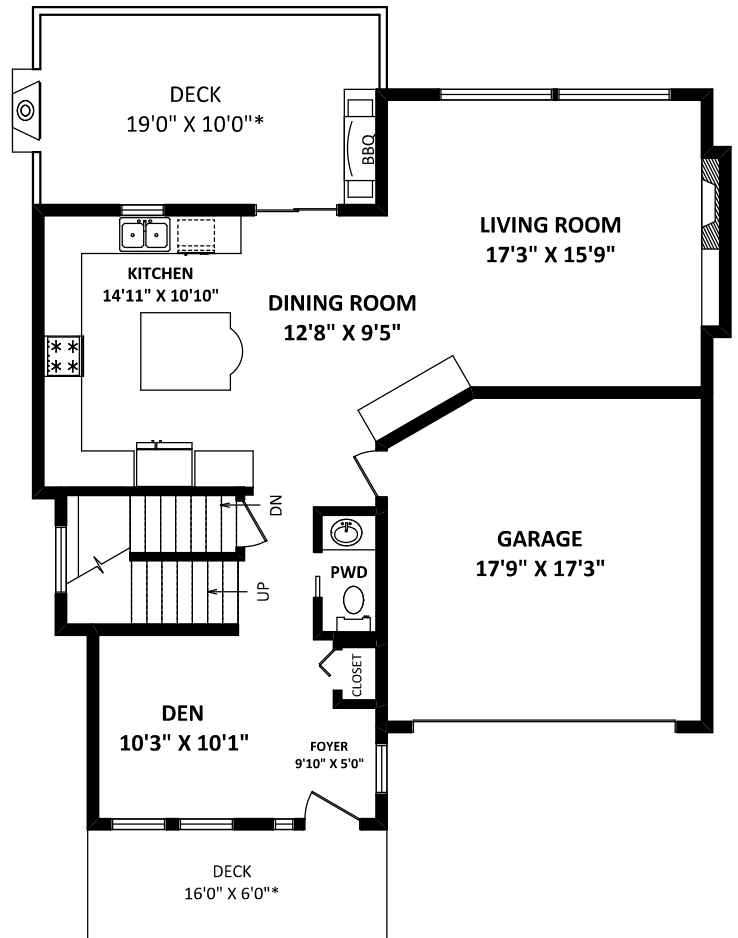 DECK
19'0" X 10'0"*
BBQ
LIVING ROOM
17'3" X 15'9"
KITCHEN
14'11" X 10'10"
DINING ROOM
12'8" X 9'5"
DN
GARAGE
17'9" X 17'3"
PWD
UP
CLOSET
DEN
10'3" X 10'1"
FOYER
9'10" X 5'0"
DECK
16'0" X 6'0"*